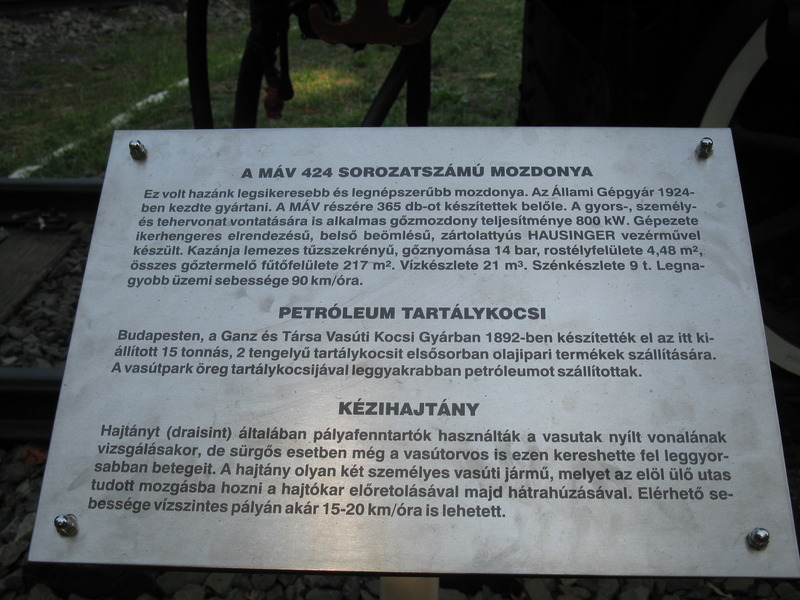 A MÁV 424 SOROZATSZÁMÚ MOZDONYA
Ez volt hazánk legsikeresebb és legnépszerűbb mozdonya. Az Állami Gépgyár 1924-
ben kezdte gyártani. A MÁV részére 365 db-ot készítettek belőle. A gyors-, személy-
és tehervonat vontatására is alkalmas gőzmozdony teljesítménye 800 kW. Gépezete
ikerhengeres elrendezésű, belső beömlésű, zártolattyús HAUSINGER vezérművel
készült. Kazánja lemezes tűzszekrényű, gőznyomása 14 bar, rostélyfelülete 4,48 m²,
összes gőztermelő fűtőfelülete 217 m². Vízkészlete 21 m³. Szénkészlete 9 t. Legna-
gyobb üzemi sebessége 90 km/óra.
PETRÓLEUM TARTÁLYKOCSI
Budapesten, a Ganz és Társa Vasúti Kocsi Gyárban 1892-ben készítették el az itt ki-
állított 15 tonnás, 2 tengelyű tartálykocsit elsősorban olajipari termékek szállítására.
A vasútpark öreg tartálykocsijával leggyakrabban petróleumot szállítottak.
KÉZIHAJTÁNY
Hajtányt (draisint) általában pályafenntartók használták a vasutak nyílt vonalának
vizsgálásakor, de sürgős esetben még a vasútorvos is ezen kereshette fel leggyor-
sabban betegeit. A hajtány olyan két személyes vasúti jármű, melyet az elöl ülő utas
tudott mozgásba hozni a hajtókar előretolásával majd hátrahúzásával. Elérhető se-
bessége vízszintes pályán akár 15-20 km/óra is lehetett.